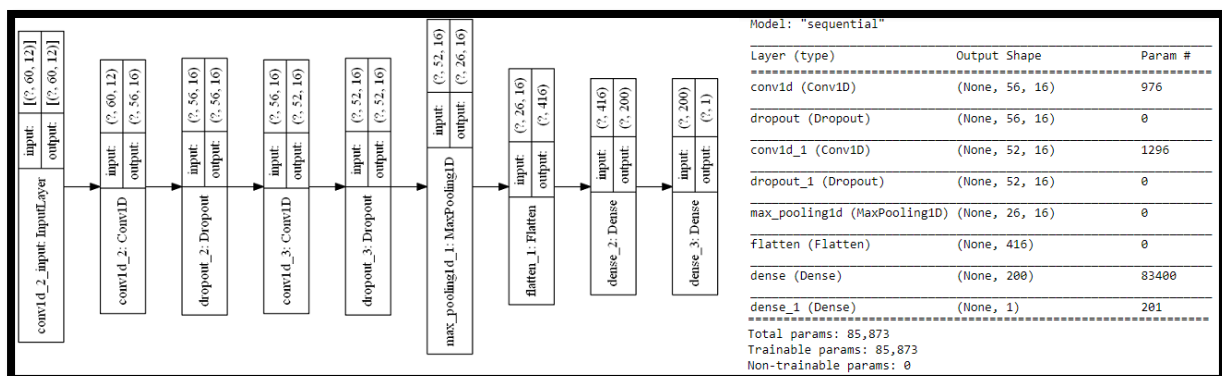 conv1d_2_input: InputLayer
input: [(?, 60, 12)]
output: [(?, 60, 12)]
conv1d_2: Conv1D
input: (?, 60, 12)
output: (?, 56, 16)
dropout_2: Dropout
input: (?, 56, 16)
output: (?, 56, 16)
conv1d_3: Conv1D
input: (?, 56, 16)
output: (?, 52, 16)
dropout_3: Dropout
input: (?, 52, 16)
output: (?, 52, 16)
max_pooling1d_1: MaxPooling1D
input: (?, 52, 16)
output: (?, 26, 16)
flatten_1: Flatten
input: (?, 26, 16)
output: (?, 416)
dense_2: Dense
input: (?, 416)
output: (?, 200)
dense_3: Dense
input: (?, 200)
output: (?, 1)
Model: "sequential"
Layer (type) Output Shape Param #
conv1d (Conv1D) (None, 56, 16) 976
dropout (Dropout) (None, 56, 16) 0
conv1d_1 (Conv1D) (None, 52, 16) 1296
dropout_1 (Dropout) (None, 52, 16) 0
max_pooling1d (MaxPooling1D) (None, 26, 16) 0
flatten (Flatten) (None, 416) 0
dense (Dense) (None, 200) 83400
dense_1 (Dense) (None, 1) 201
Total params: 85,873
Trainable params: 85,873
Non-trainable params: 0